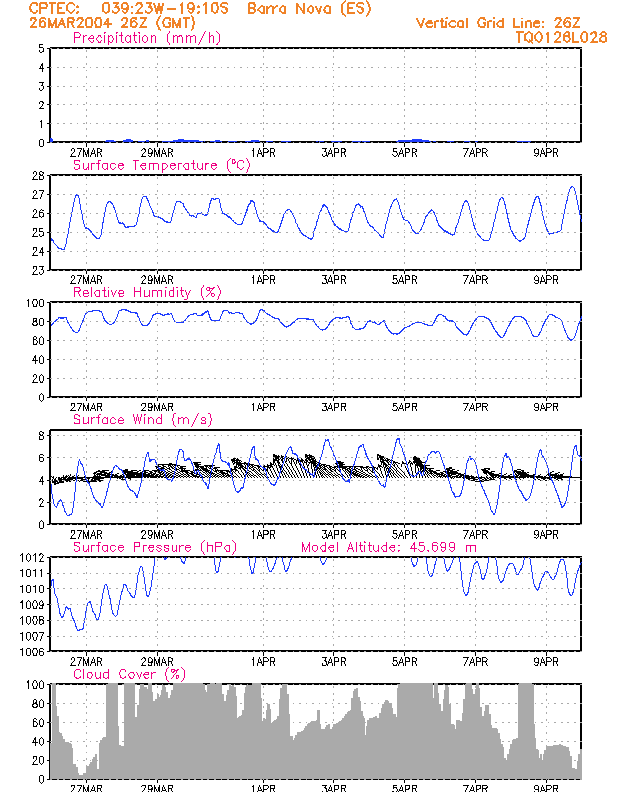 CPTEC: 039:23W-19:10S Barra Nova (ES)
26MAR2004 26Z (GMT) Vertical Grid Line: 26Z
Precipitation (mm/h) TQ0126L028
5
4
3
2
1
0
27MAR 29MAR 1APR 3APR 5APR 7APR 9APR
Surface Temperature (°C)
28
27
26
25
24
23
27MAR 29MAR 1APR 3APR 5APR 7APR 9APR
Relative Humidity (%)
100
80
60
40
20
0
27MAR 29MAR 1APR 3APR 5APR 7APR 9APR
Surface Wind (m/s)
8
6
4
2
0
27MAR 29MAR 1APR 3APR 5APR 7APR 9APR
Surface Pressure (hPa) Model Altitude: 45.699 m
1012
1011
1010
1009
1008
1007
1006
27MAR 29MAR 1APR 3APR 5APR 7APR 9APR
Cloud Cover (%)
100
80
60
40
20
0
27MAR 29MAR 1APR 3APR 5APR 7APR 9APR